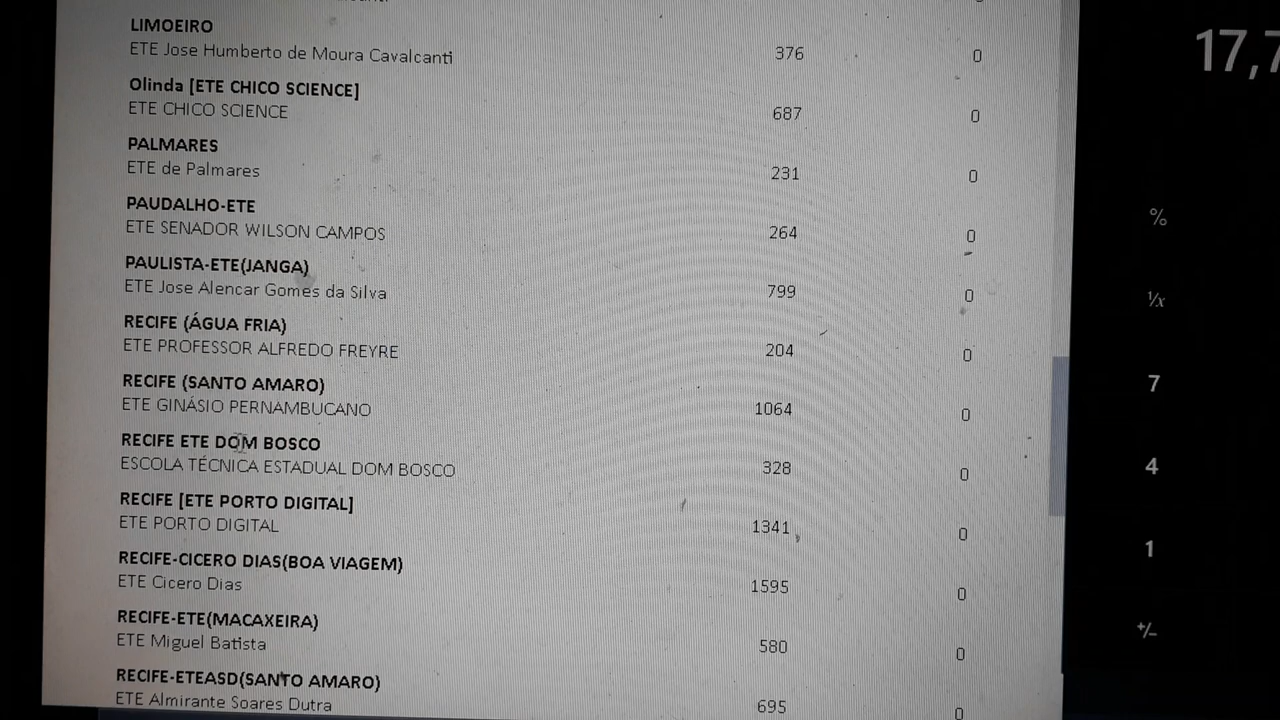 LIMOEIRO
ETE Jose Humberto de Moura Cavalcanti 376 0
Olinda [ETE CHICO SCIENCE]
ETE CHICO SCIENCE 687 0
PALMARES
ETE de Palmares 231 0
PAUDALHO-ETE
ETE SENADOR WILSON CAMPOS 264 0
PAULISTA-ETE(JANGA)
ETE Jose Alencar Gomes da Silva 799 0
RECIFE (ÁGUA FRIA)
ETE PROFESSOR ALFREDO FREYRE 204 0
RECIFE (SANTO AMARO)
ETE GINÁSIO PERNAMBUCANO 1064 0
RECIFE ETE DOM BOSCO
ESCOLA TÉCNICA ESTADUAL DOM BOSCO 328 0
RECIFE [ETE PORTO DIGITAL]
ETE PORTO DIGITAL 1341 0
RECIFE-CICERO DIAS(BOA VIAGEM)
ETE Cicero Dias 1595 0
RECIFE-ETE(MACAXEIRA)
ETE Miguel Batista 580 0
RECIFE-ETEASD(SANTO AMARO)
ETE Almirante Soares Dutra 695 0
17,7
%
¹/x
7
4
1
+/-